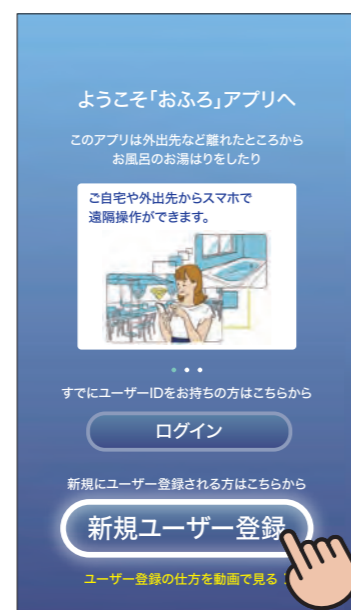 ようこそ「おふろ」アプリへ
このアプリは外出先など離れたところから
お風呂のお湯はりをしたり
ご自宅や外出先からスマホで
遠隔操作ができます。
すでにユーザーIDをお持ちの方はこちらから
ログイン
新規にユーザー登録される方はこちらから
新規ユーザー登録
ユーザー登録の仕方を動画で見る